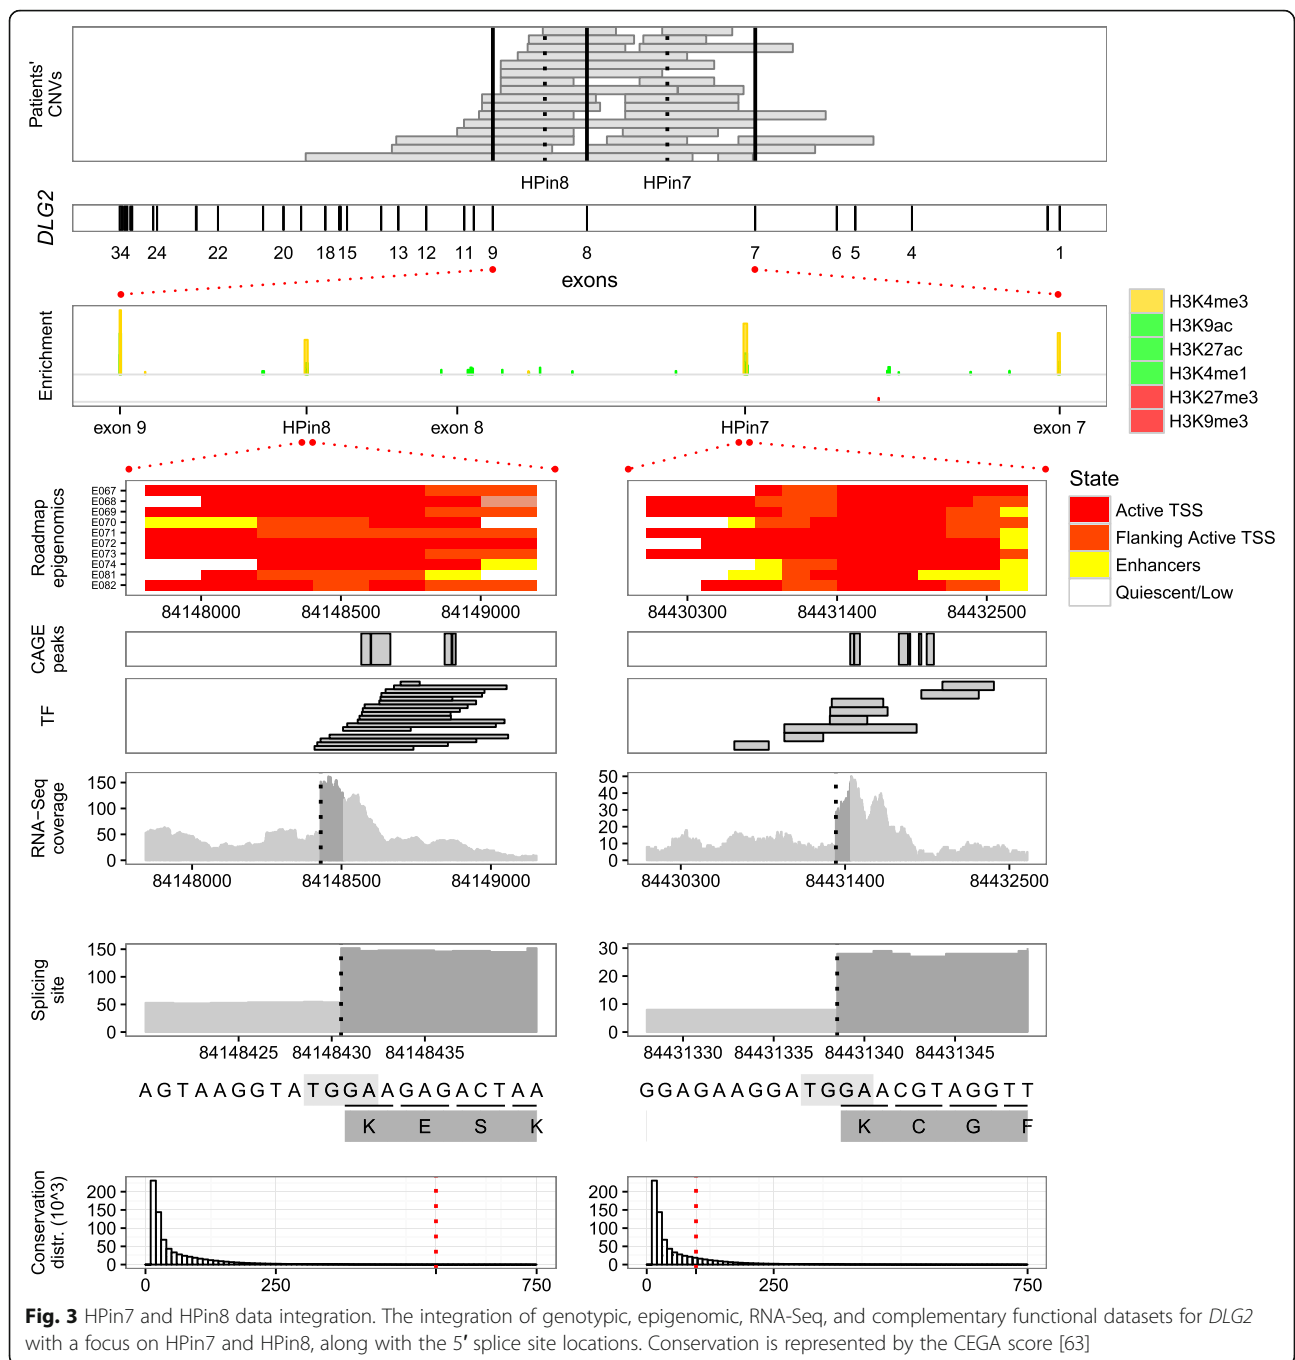 Patients'
CNVs
HPin8 HPin7
DLG2
34 24 22 20 18 15 13 12 11 9 8 7 6 5 4 1
exons
Enrichment
exon 9 HPin8 exon 8 HPin7 exon 7
H3K4me3
H3K9ac
H3K27ac
H3K4me1
H3K27me3
H3K9me3
Roadmap
epigenomics
E067
E068
E069
E070
E071
E072
E073
E074
E081
E082
84148000 84148500 84149000
84430300 84431400 84432500
State
Active TSS
Flanking Active TSS
Enhancers
Quiescent/Low
CAGE
peaks
TF
RNA-Seq
coverage
150
100
50
0
84148000 84148500 84149000
50
40
30
20
10
0
84430300 84431400 84432500
Splicing
site
150
100
50
0
84148425 84148430 84148435
30
20
10
0
84431330 84431335 84431340 84431345
A G T A A G G T A T G G A A G A G A C T A A
K E S K
G G A G A A G G A T G G A A C G T A G G T T
K C G F
Conservation
distr. (10^3)
200
150
100
50
0
0 250 750
200
150
100
50
0
0 250 750
Fig. 3 HPin7 and HPin8 data integration. The integration of genotypic, epigenomic, RNA-Seq, and complementary functional datasets for DLG2
with a focus on HPin7 and HPin8, along with the 5′ splice site locations. Conservation is represented by the CEGA score [63]